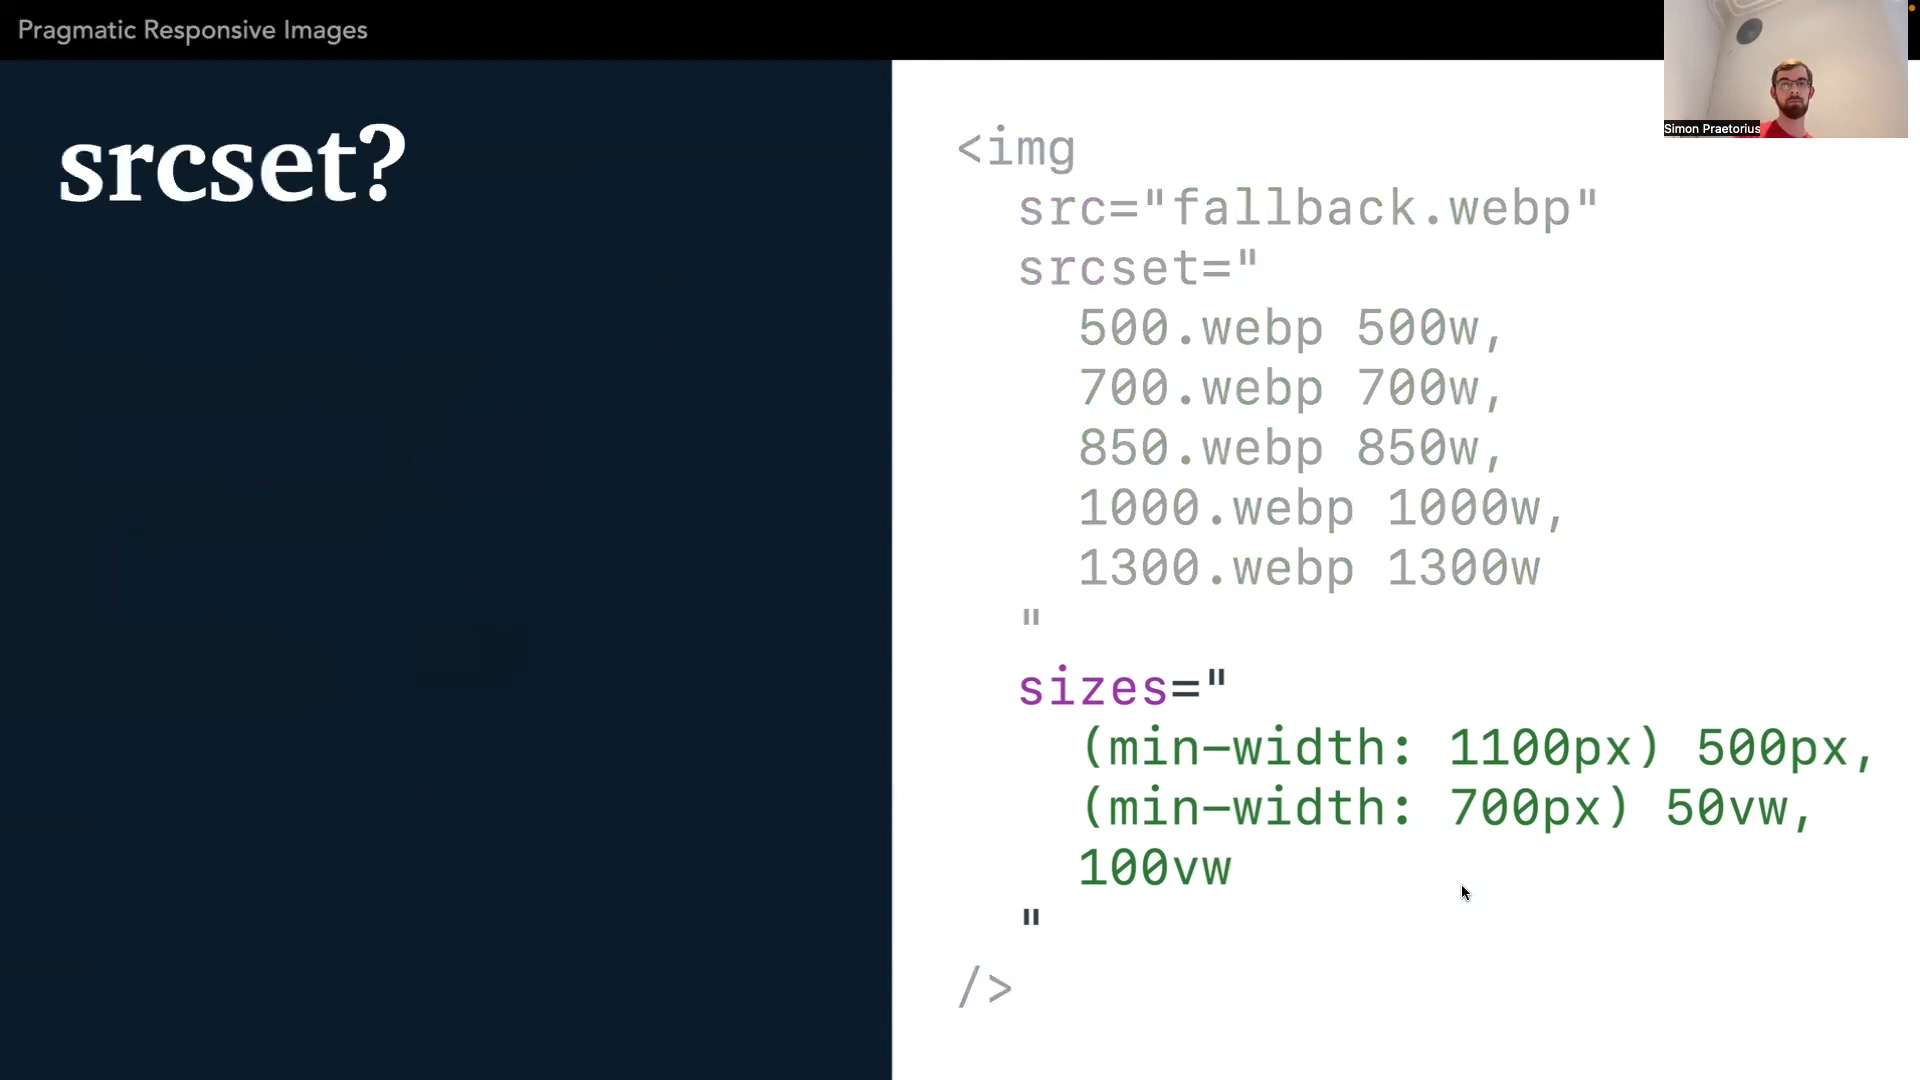 Pragmatic Responsive Images
Simon Praetorius
srcset?
<img
src="fallback.webp"
srcset="
500.webp 500w,
700.webp 700w,
850.webp 850w,
1000.webp 1000w,
1300.webp 1300w
"
sizes="
(min-width: 1100px) 500px,
(min-width: 700px) 50vw,
100vw
"
/>